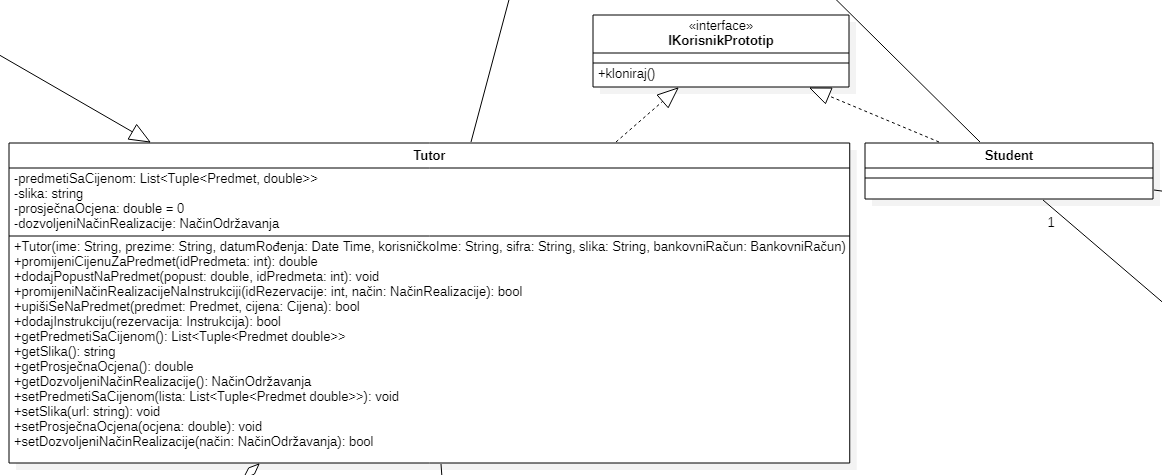 «interface»
IKorisnikPrototip
+kloniraj()
Tutor
-predmetiSaCijenom: List<Tuple<Predmet, double>>
-slika: string
-prosječnaOcjena: double = 0
-dozvoljeniNačinRealizacije: NačinOdržavanja
+Tutor(ime: String, prezime: String, datumRođenja: Date Time, korisničkoIme: String, sifra: String, slika: String, bankovniRačun: BankovniRačun)
+promijeniCijenuZaPredmet(idPredmeta: int): double
+dodajPopustNaPredmet(popust: double, idPredmeta: int): void
+promijeniNačinRealizacijeNaInstrukciji(idRezervacije: int, način: NačinRealizacije): bool
+upišiSeNaPredmet(predmet: Predmet, cijena: Cijena): bool
+dodajInstrukciju(rezervacija: Instrukcija): bool
+getPredmetiSaCijenom(): List<Tuple<Predmet double>>
+getSlika(): string
+getProsječnaOcjena(): double
+getDozvoljeniNačinRealizacije(): NačinOdržavanja
+setPredmetiSaCijenom(lista: List<Tuple<Predmet double>>): void
+setSlika(url: string): void
+setProsječnaOcjena(ocjena: double): void
+setDozvoljeniNačinRealizacije(način: NačinOdržavanja): bool
Student
1